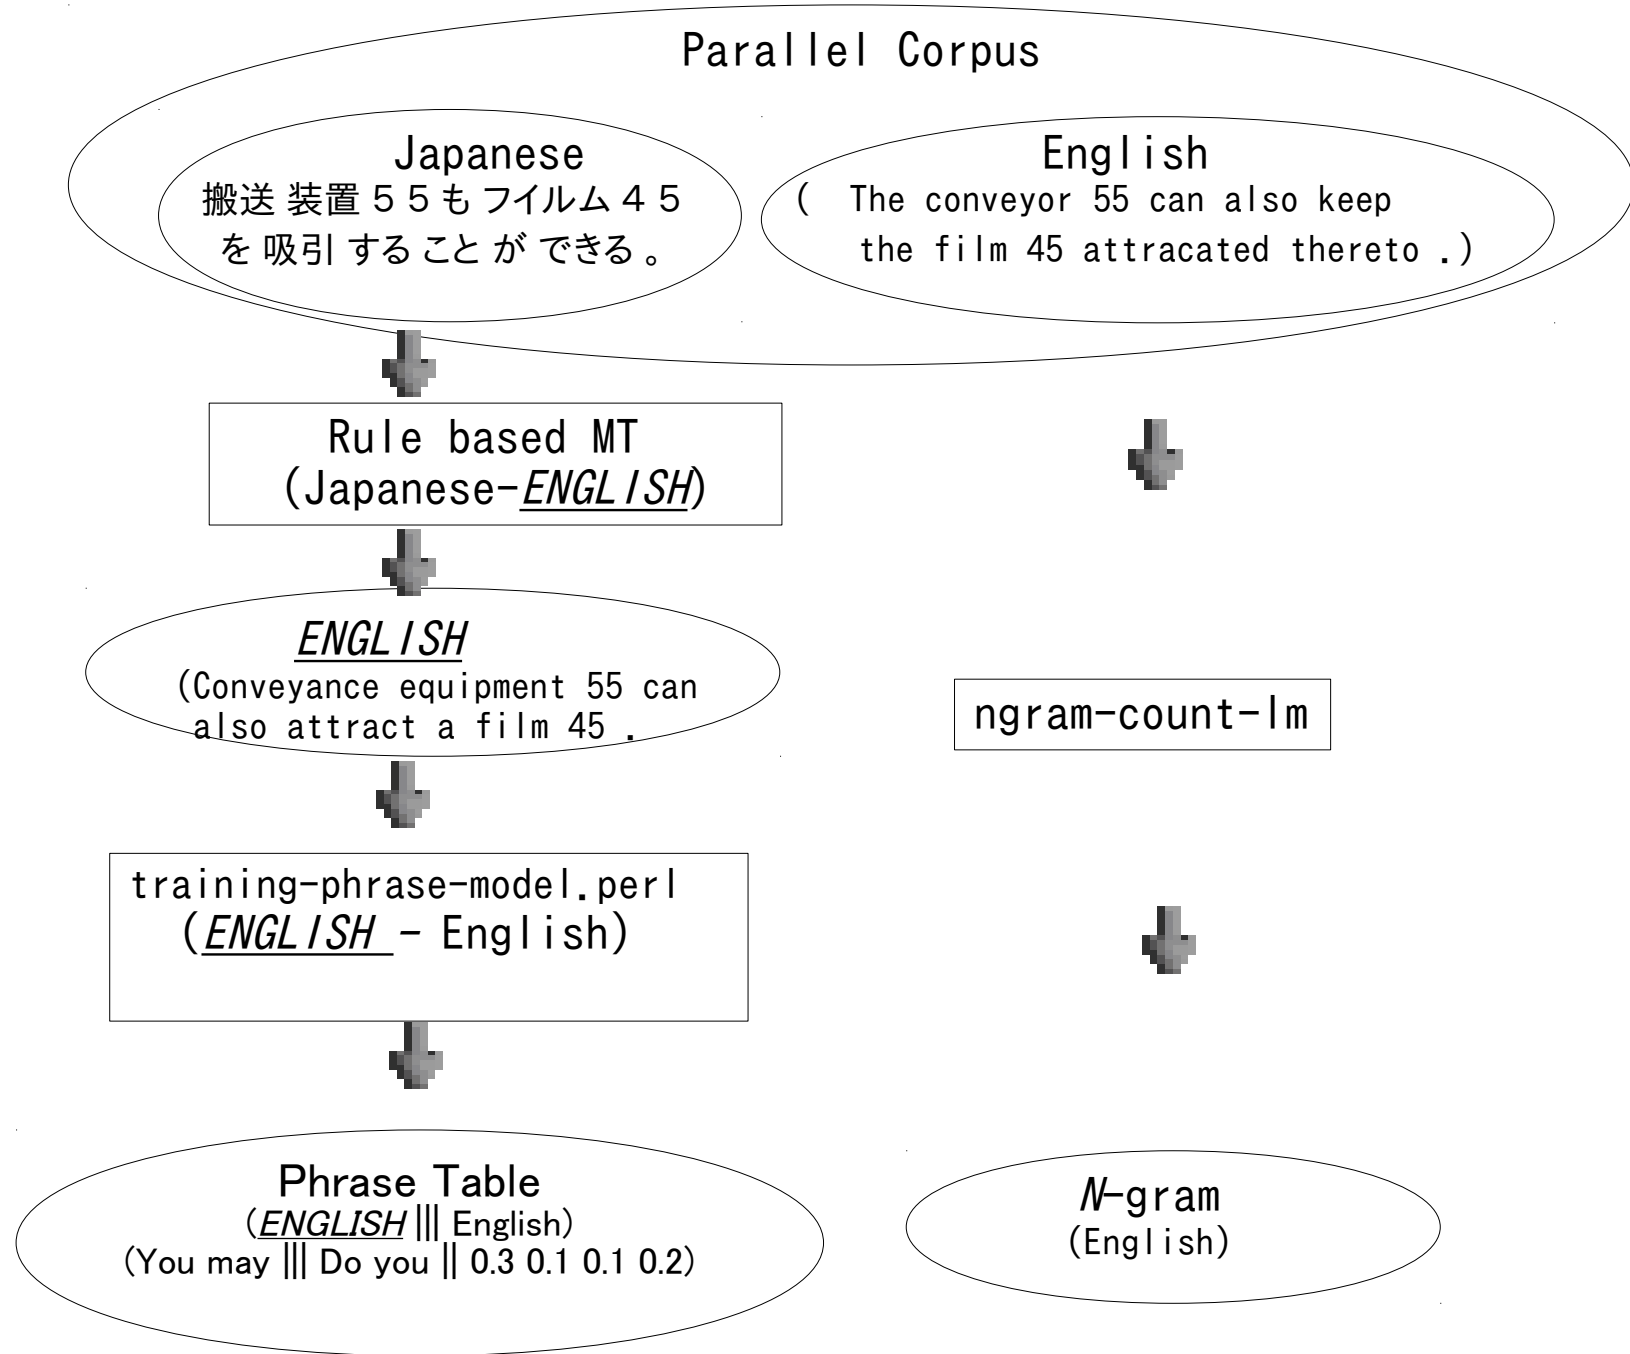 Parallel Corpus
Japanese
搬送 装置 ５５も フイルム ４５
を 吸引 する こと が できる 。
English
( The conveyor 55 can also keep
the film 45 attracated thereto .)
Rule based MT
(Japanese-ENGLISH)
ENGLISH
(Conveyance equipment 55 can
also attract a film 45 .
ngram-count-lm
training-phrase-model.perl
(ENGLISH - English)
Phrase Table
(ENGLISH ||| English)
(You may ||| Do you || 0.3 0.1 0.1 0.2)
N-gram
(English)